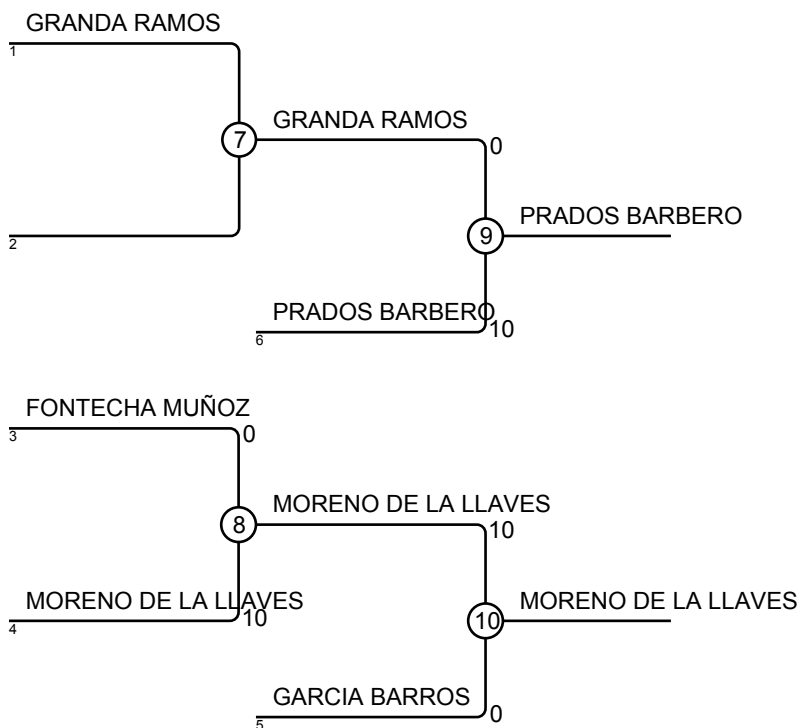 GRANDA RAMOS
1
7
GRANDA RAMOS
0
2
9
PRADOS BARBERO
PRADOS BARBERO
10
6
FONTECHA MUÑOZ
3
0
8
MORENO DE LA LLAVES
10
MORENO DE LA LLAVES
10
4
10
MORENO DE LA LLAVES
GARCIA BARROS
0
5